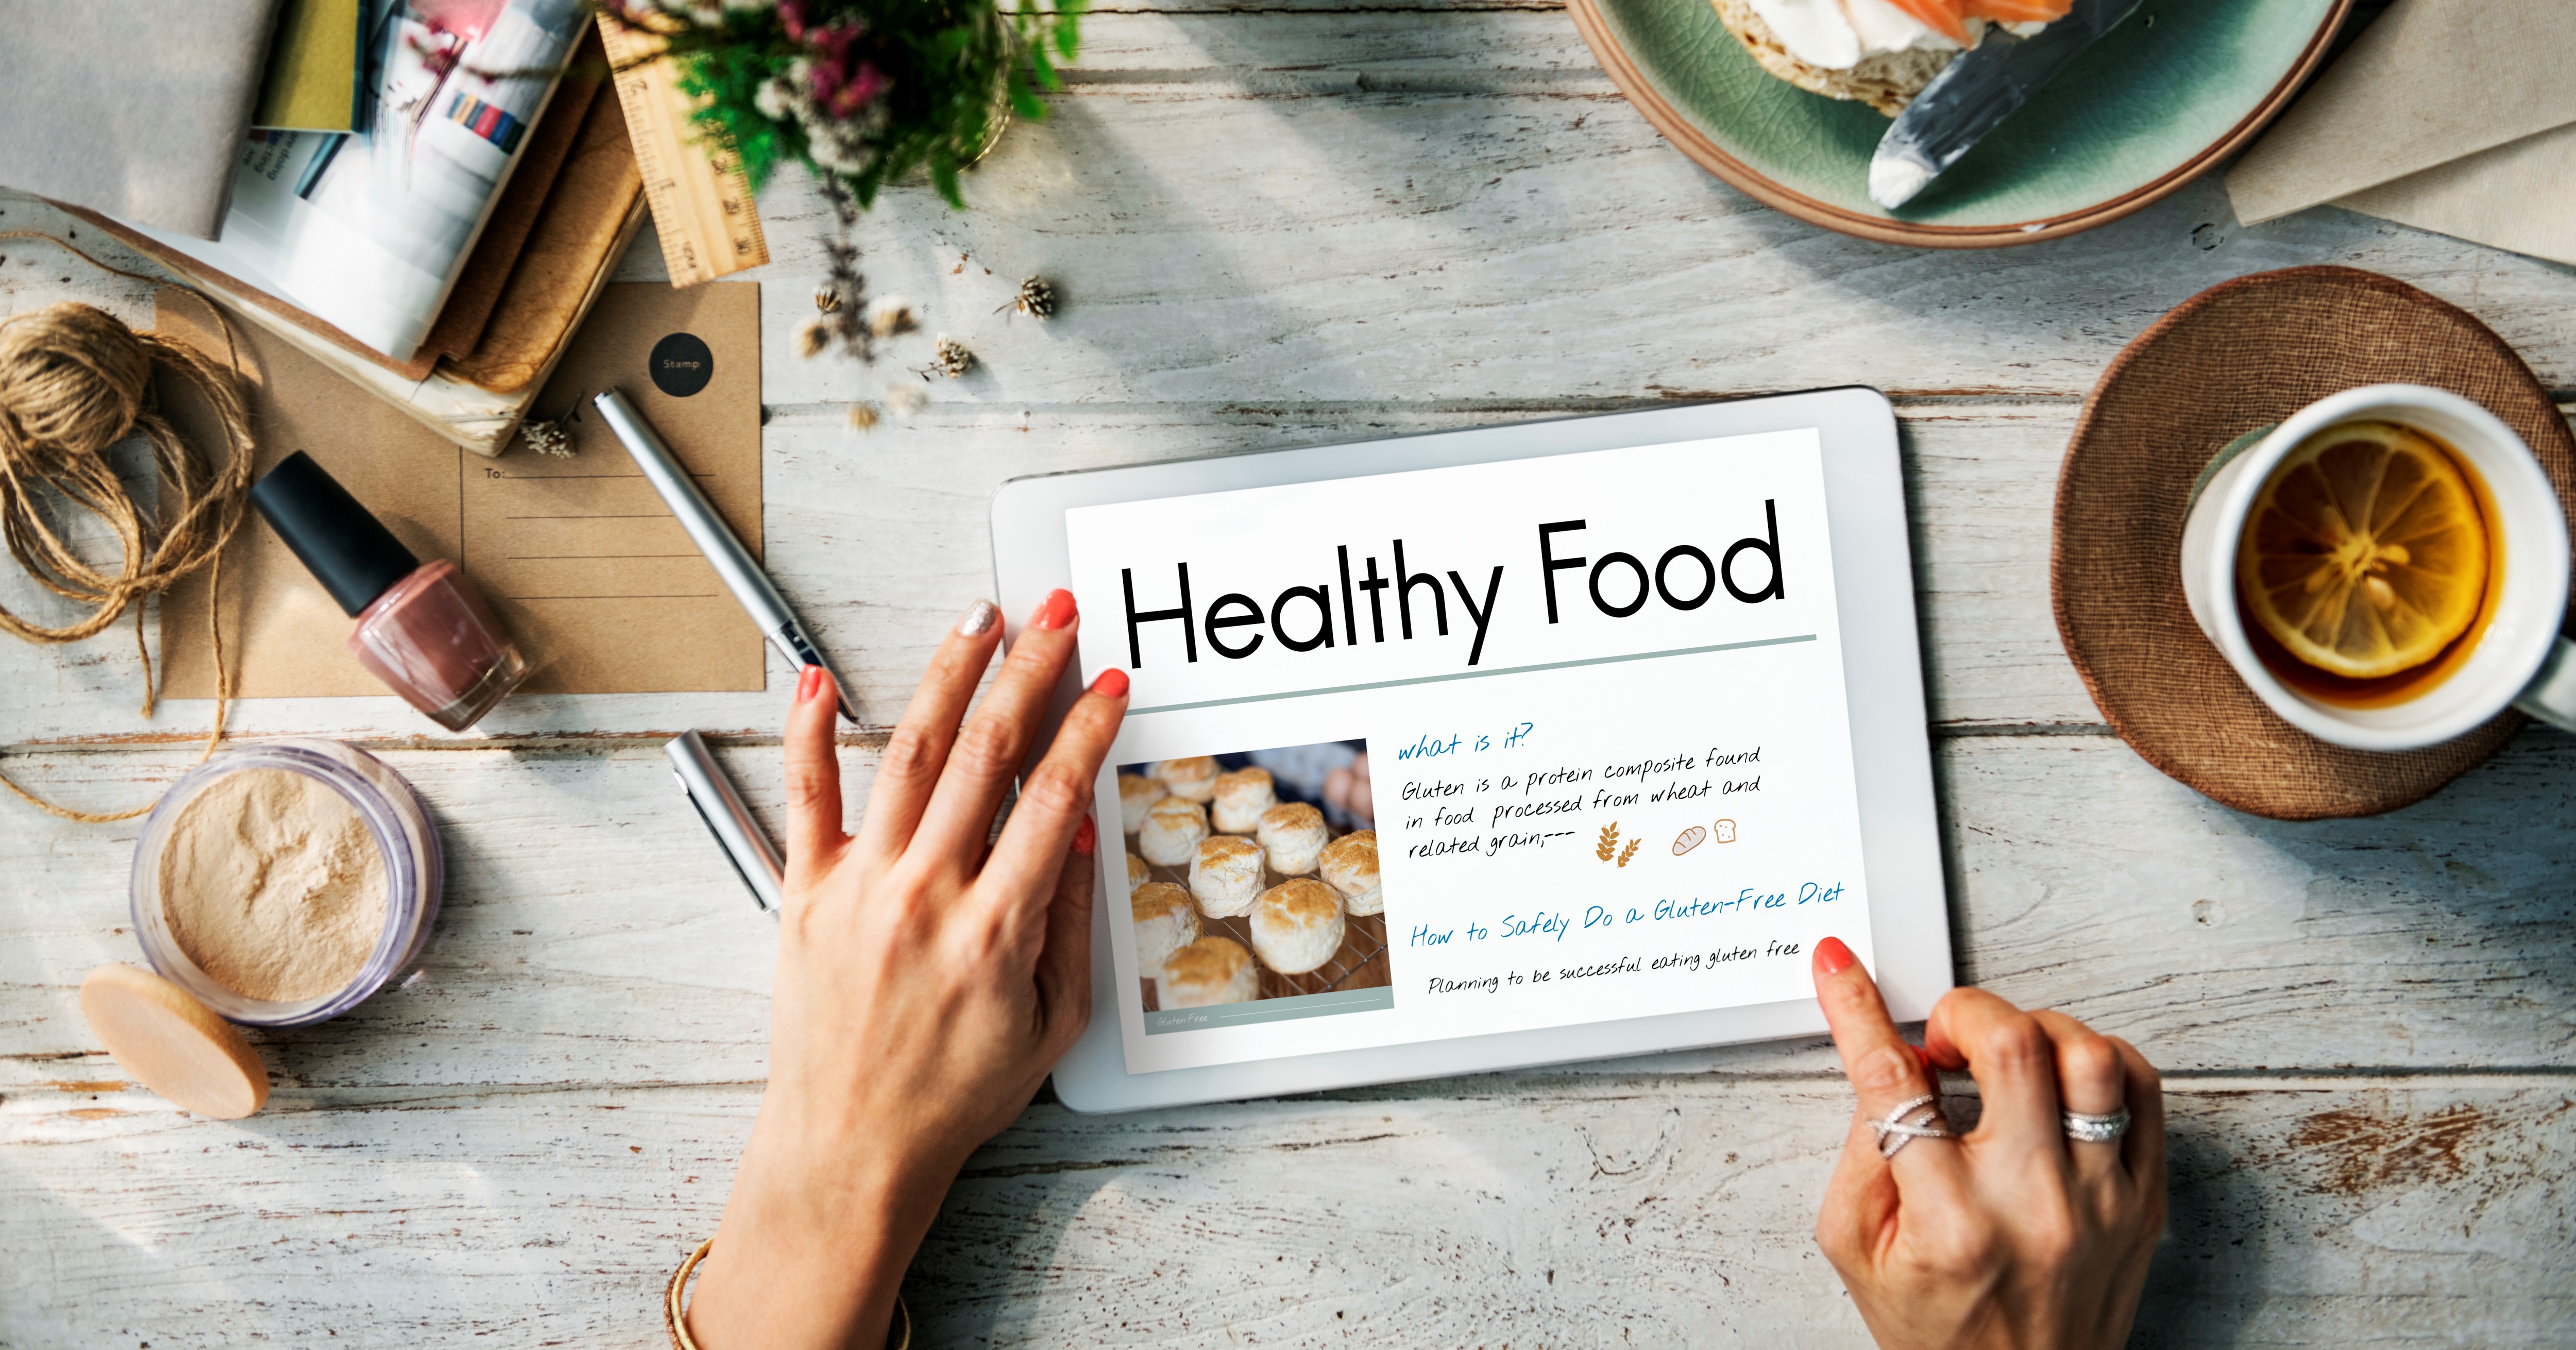 Stamp
To:
Healthy Food
what is it?
Gluten is a protein composite found
in food processed from wheat and
related grain,---
How to Safely Do a Gluten-Free Diet
Planning to be successful eating gluten free
GlutenFree